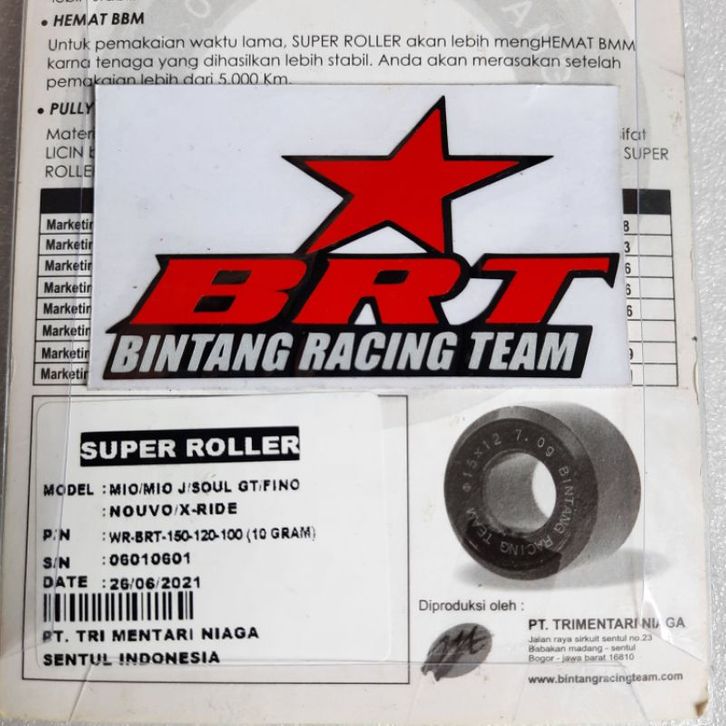 • HEMAT BBM
Untuk pemakaian waktu lama, SUPER ROLLER akan lebih mengHEMAT BMM
karna tenaga yang dihasilkan lebih stabil. Anda akan merasakan setelah
pemakaian lebih dari 5.000 Km.
• PULLY
LICIN
SUPER
ROLLE
Marketin
Marketin
Marketin
Marketin
Marketin
Marketin
Marketin
Marketin
BRT
BINTANG RACING TEAM
SUPER ROLLER
MODEL : MIO/MIO J/SOUL GT/FINO
: NOUVO/X-RIDE
P/N : WR-BRT-150-120-100 (10 GRAM)
S/N : 06010601
DATE : 26/06/2021
PT. TRI MENTARI NIAGA
SENTUL INDONESIA
Φ15x12 7.0g BINTANG RACING TEAM
Diproduksi oleh :
PT. TRIMENTARI NIAGA
Jalan raya sirkuit sentul no.23
Babakan madang - sentul
Bogor - jawa barat 16810
www.bintangracingteam.com